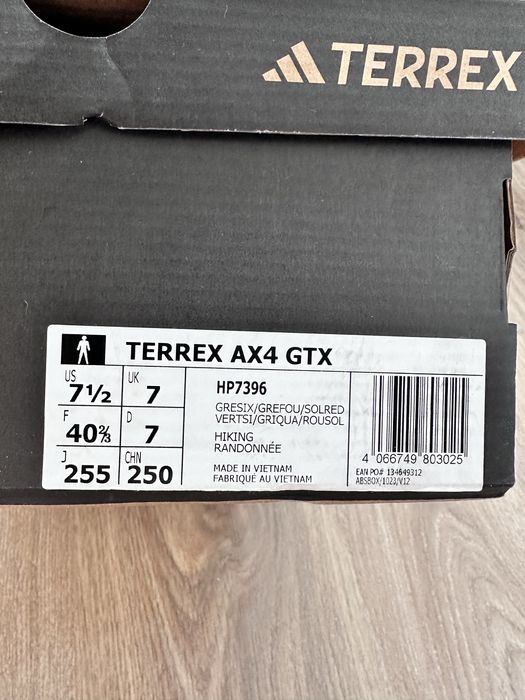 TERREX
TERREX AX4 GTX
US 7½ UK 7
F 40⅔ D 7
J 255 CHN 250
HP7396
GRESIX/GREFOU/SOLRED
VERTSI/GRIQUA/ROUSOL
HIKING
RANDONNÉE
MADE IN VIETNAM
FABRIQUÉ AU VIETNAM
4 066749 803025
EAN PO# 134649312
ABSBOX/1023/V12